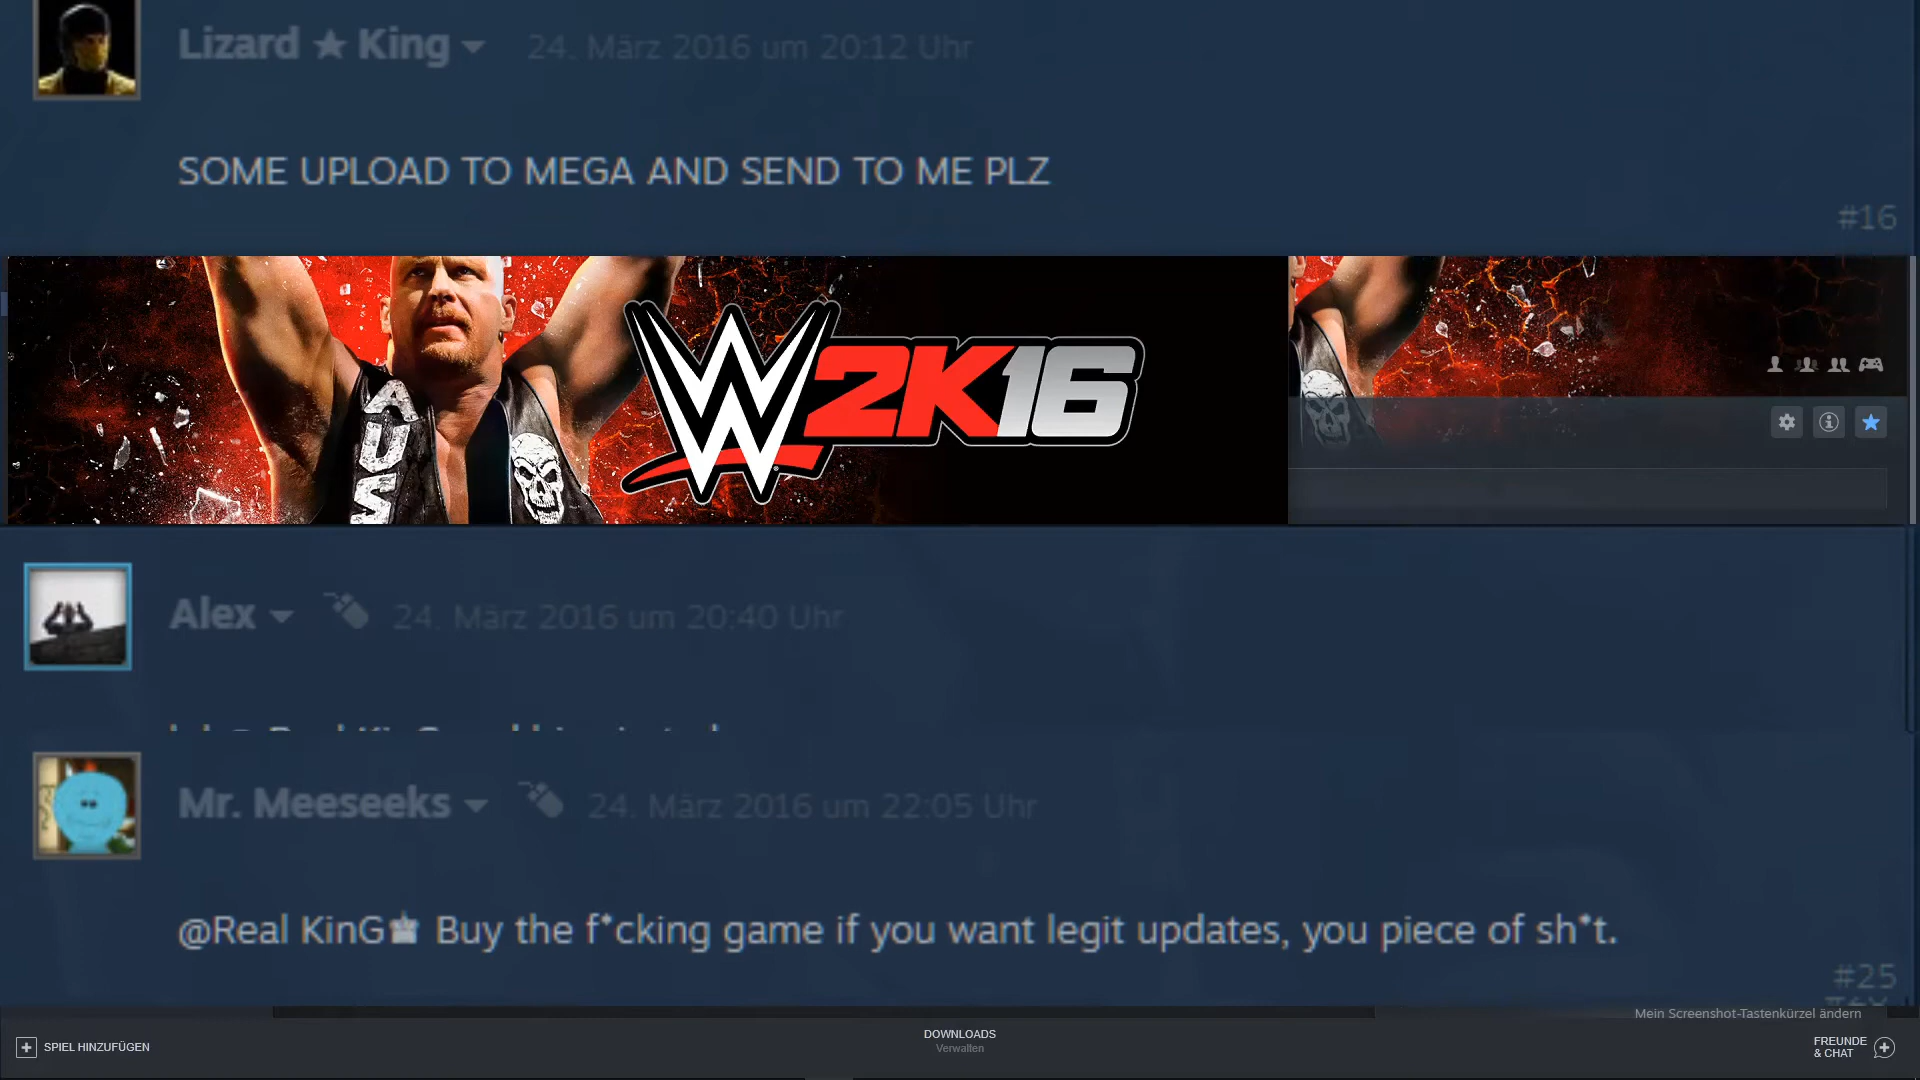 Lizard ★ King 24. März 2016 um 20:12 Uhr
SOME UPLOAD TO MEGA AND SEND TO ME PLZ
#16
W 2K16
Alex 24. März 2016 um 20:40 Uhr
Mr. Meeseeks 24. März 2016 um 22:05 Uhr
@Real KinG♚ Buy the f*cking game if you want legit updates, you piece of sh*t.
#25
Mein Screenshot-Tastenkürzel ändern
SPIEL HINZUFÜGEN
DOWNLOADS
Verwalten
FREUNDE
& CHAT